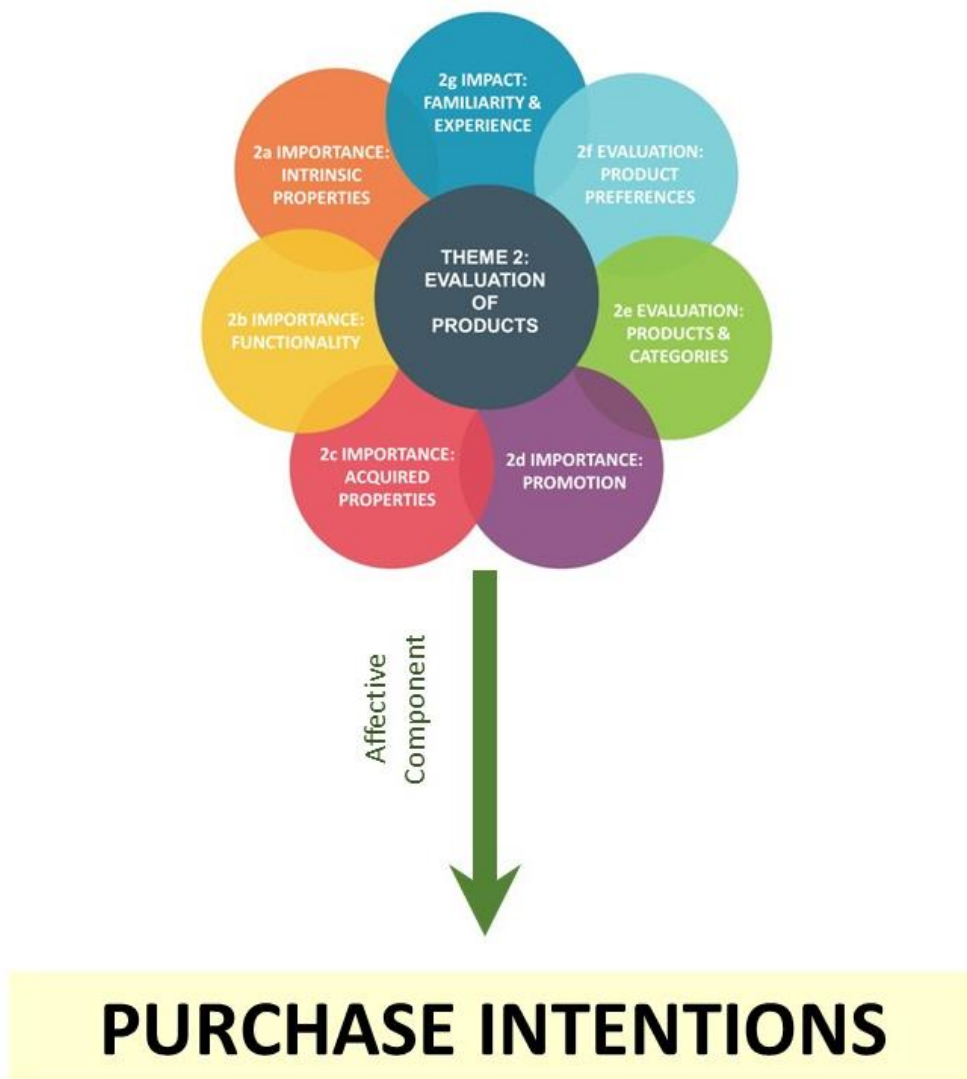 2g IMPACT:
FAMILIARITY &
EXPERIENCE
2a IMPORTANCE:
INTRINSIC
PROPERTIES
2f EVALUATION:
PRODUCT
PREFERENCES
THEME 2:
EVALUATION
OF
PRODUCTS
2b IMPORTANCE:
FUNCTIONALITY
2e EVALUATION:
PRODUCTS &
CATEGORIES
2c IMPORTANCE:
ACQUIRED
PROPERTIES
2d IMPORTANCE:
PROMOTION
Affective
Component
PURCHASE INTENTIONS